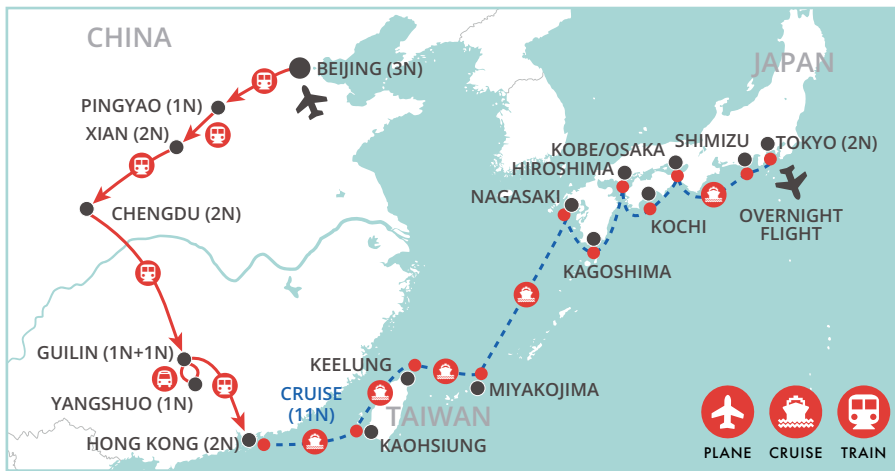 CHINA
JAPAN
BEIJING (3N)
PINGYAO (1N)
XIAN (2N)
CHENGDU (2N)
SHIMIZU
TOKYO (2N)
KOBE/OSAKA
HIROSHIMA
NAGASAKI
KOCHI
OVERNIGHT
FLIGHT
KAGOSHIMA
GUILIN (1N+1N)
YANGSHUO (1N)
KEELUNG
MIYAKOJIMA
CRUISE
(11N)
TAIWAN
HONG KONG (2N)
KAOHSIUNG
PLANE
CRUISE
TRAIN